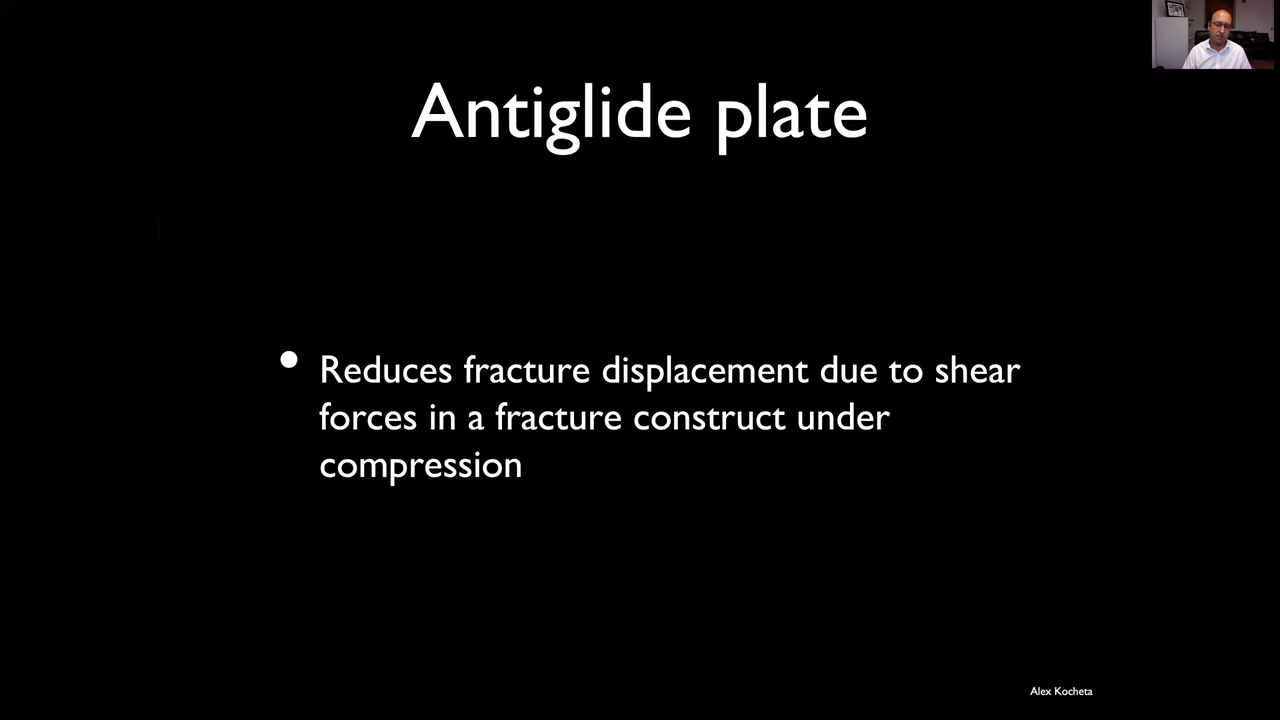 Antiglide plate
• Reduces fracture displacement due to shear
forces in a fracture construct under
compression
Alex Kocheta